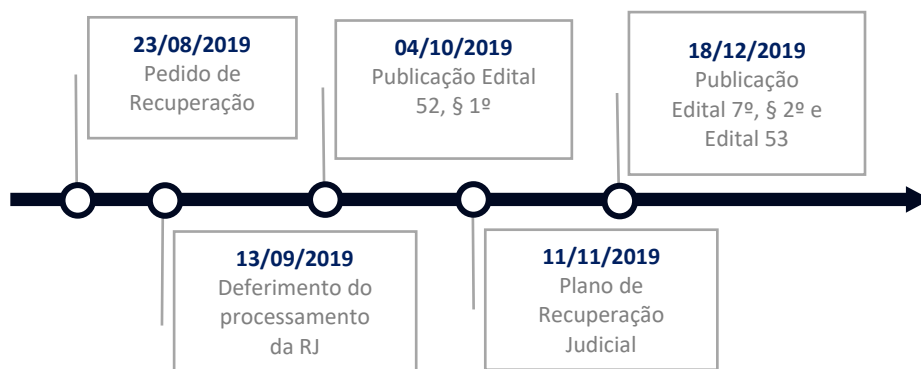 23/08/2019
Pedido de
Recuperação
04/10/2019
Publicação Edital
52, § 1º
18/12/2019
Publicação
Edital 7º, § 2º e
Edital 53
13/09/2019
Deferimento do
processamento
da RJ
11/11/2019
Plano de
Recuperação
Judicial